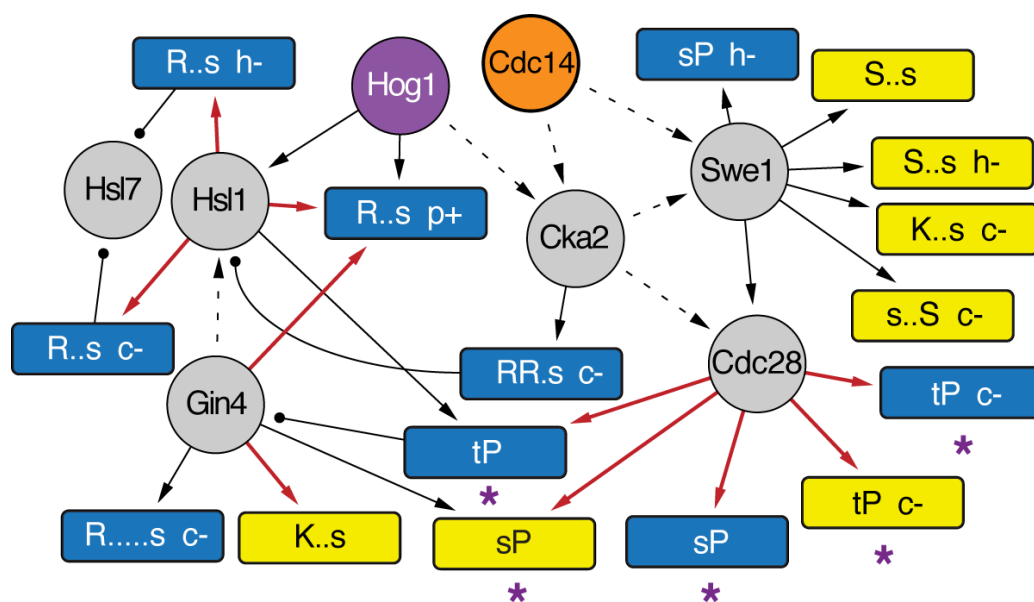 R..s h-
Hog1
Cdc14
sP h-
S..s
Hsl7
Hsl1
R..s p+
Swe1
S..s h-
Cka2
K..s c-
s..S c-
R..s c-
RR.s c-
Cdc28
Gin4
tP c-
*
tP
*
tP c-
*
R.....s c-
K..s
sP
*
sP
*